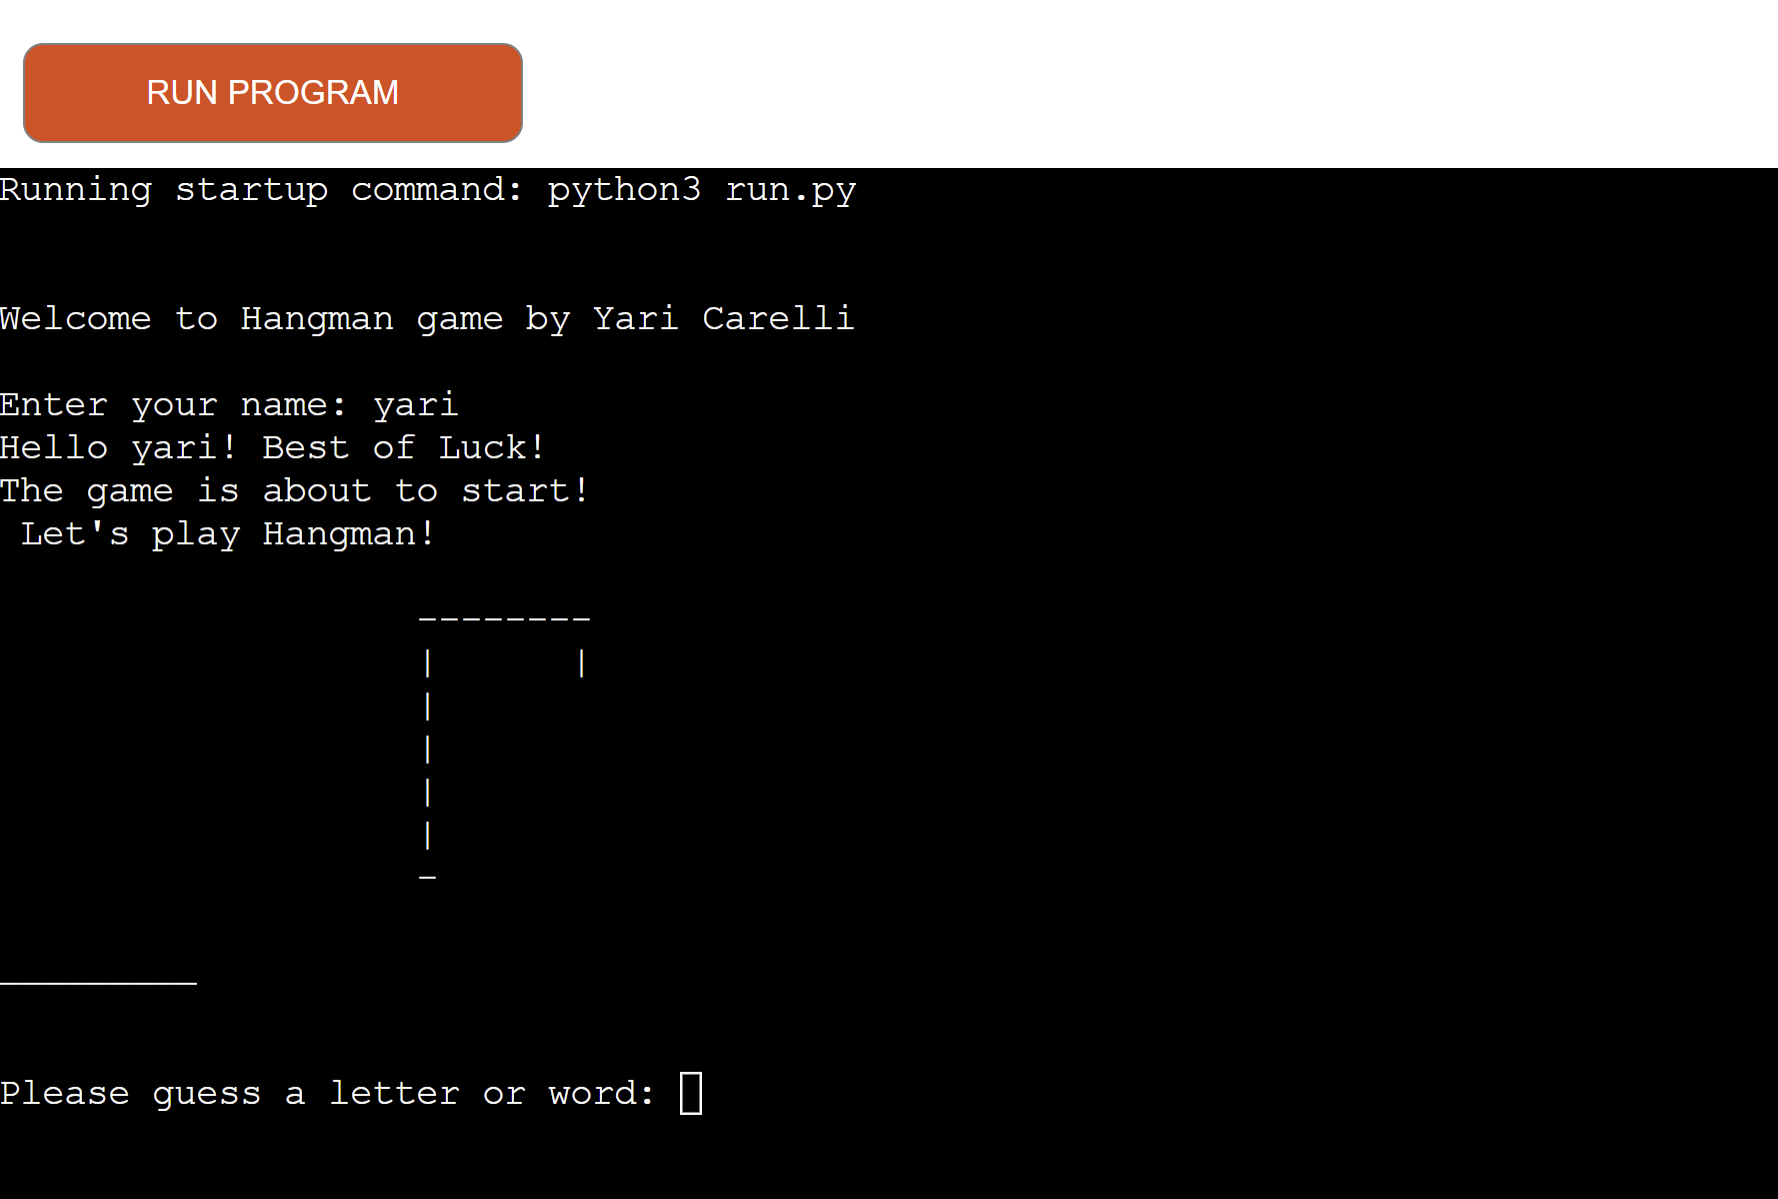 RUN PROGRAM
Running startup command: python3 run.py
Welcome to Hangman game by Yari Carelli
Enter your name: yari
Hello yari! Best of Luck!
The game is about to start!
 Let's play Hangman!
                   --------
                   |      |
                   |
                   |
                   |
                   |
                   -
_________
Please guess a letter or word: